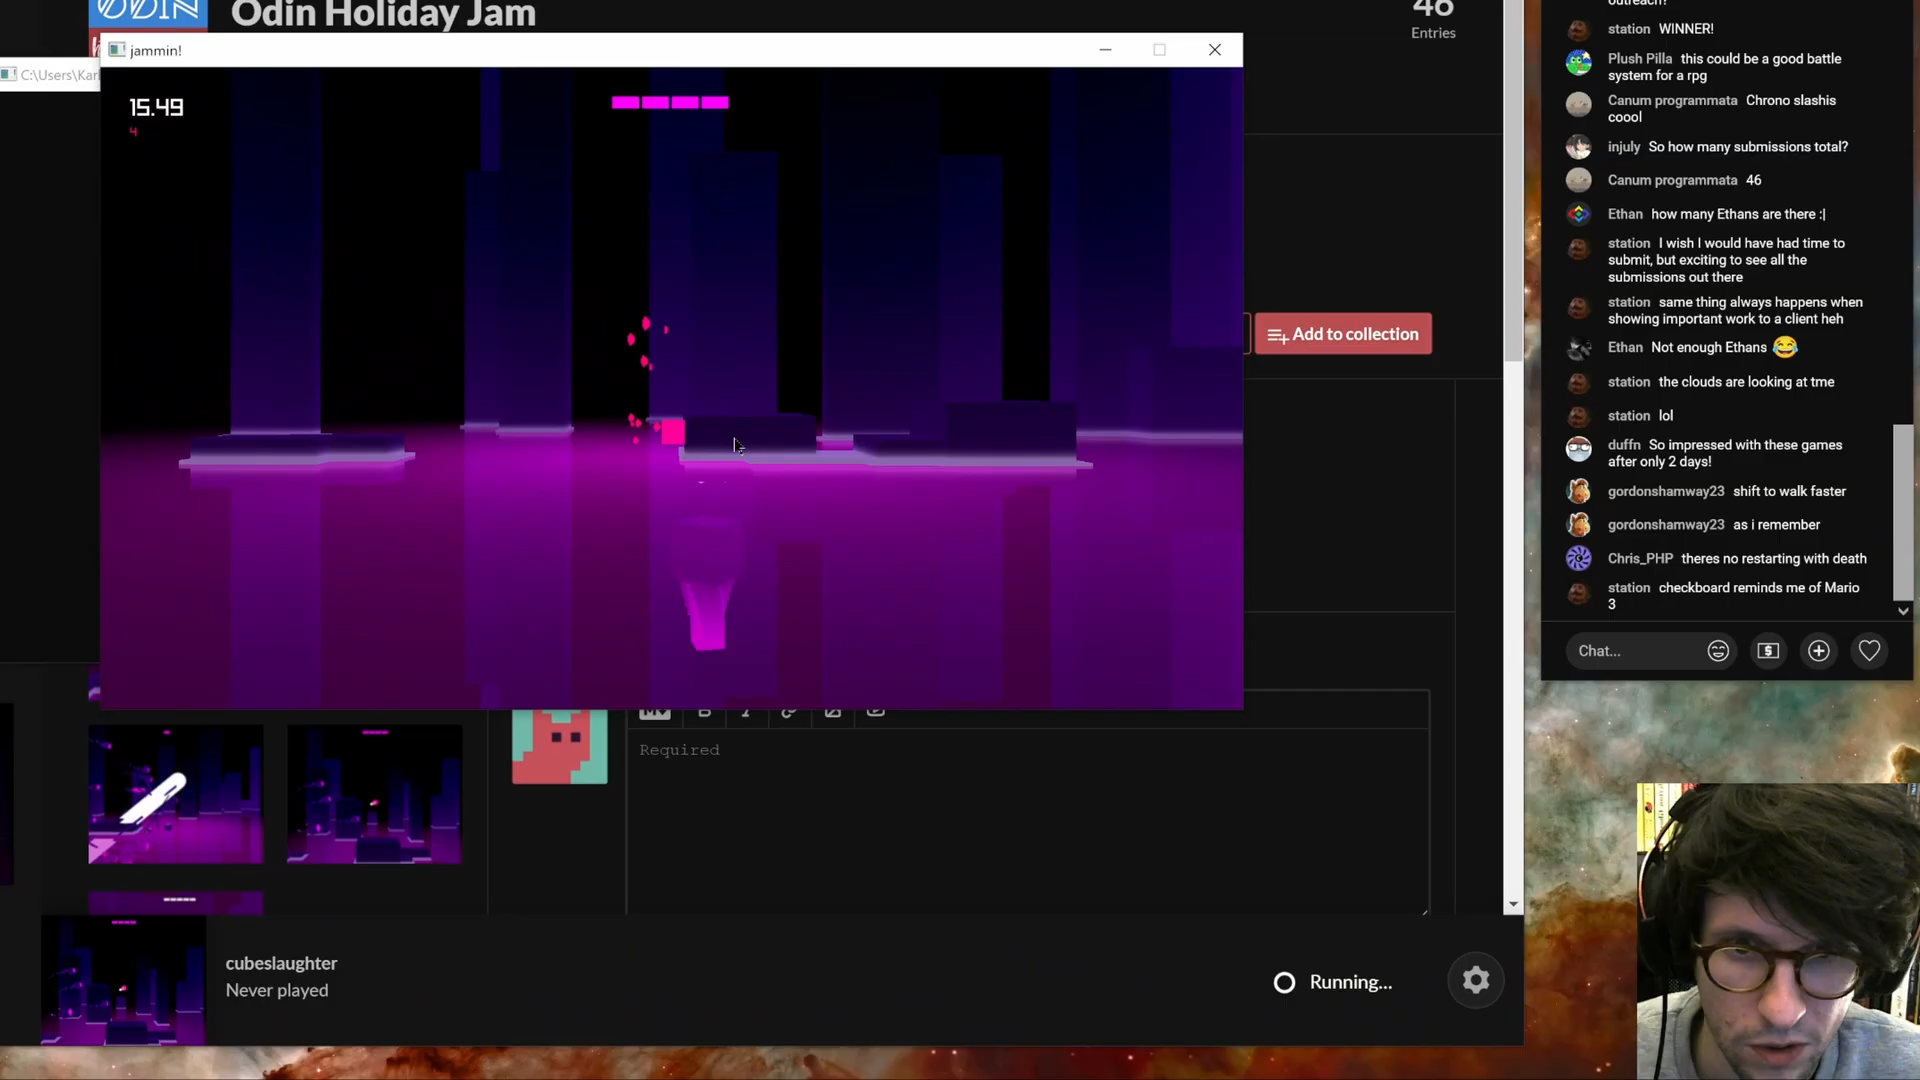 ODIN
Odin Holiday Jam
46
Entries
jammin!
C:\Users\Karl
15.49
4
Add to collection
Required
cubeslaughter
Never played
Running...
outreach?
station WINNER!
Plush Pilla this could be a good battle
system for a rpg
Canum programmata Chrono slashis
coool
injuly So how many submissions total?
Canum programmata 46
Ethan how many Ethans are there :|
station I wish I would have had time to
submit, but exciting to see all the
submissions out there
station same thing always happens when
showing important work to a client heh
Ethan Not enough Ethans 😂
station the clouds are looking at tme
station lol
duffn So impressed with these games
after only 2 days!
gordonshamway23 shift to walk faster
gordonshamway23 as i remember
Chris_PHP theres no restarting with death
station checkboard reminds me of Mario
3
Chat...